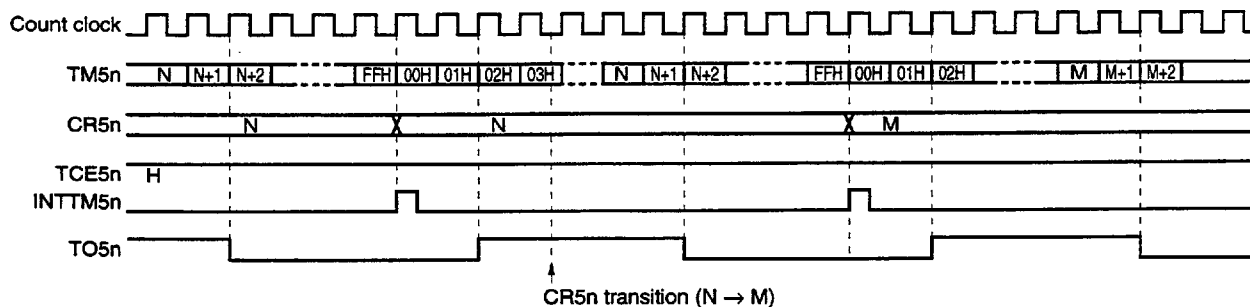 Count clock
TM5n N N+1 N+2 FFH 00H 01H 02H 03H N N+1 N+2 FFH 00H 01H 02H M M+1 M+2
CR5n N N M
TCE5n
H
INTTM5n
TO5n
CR5n transition (N → M)